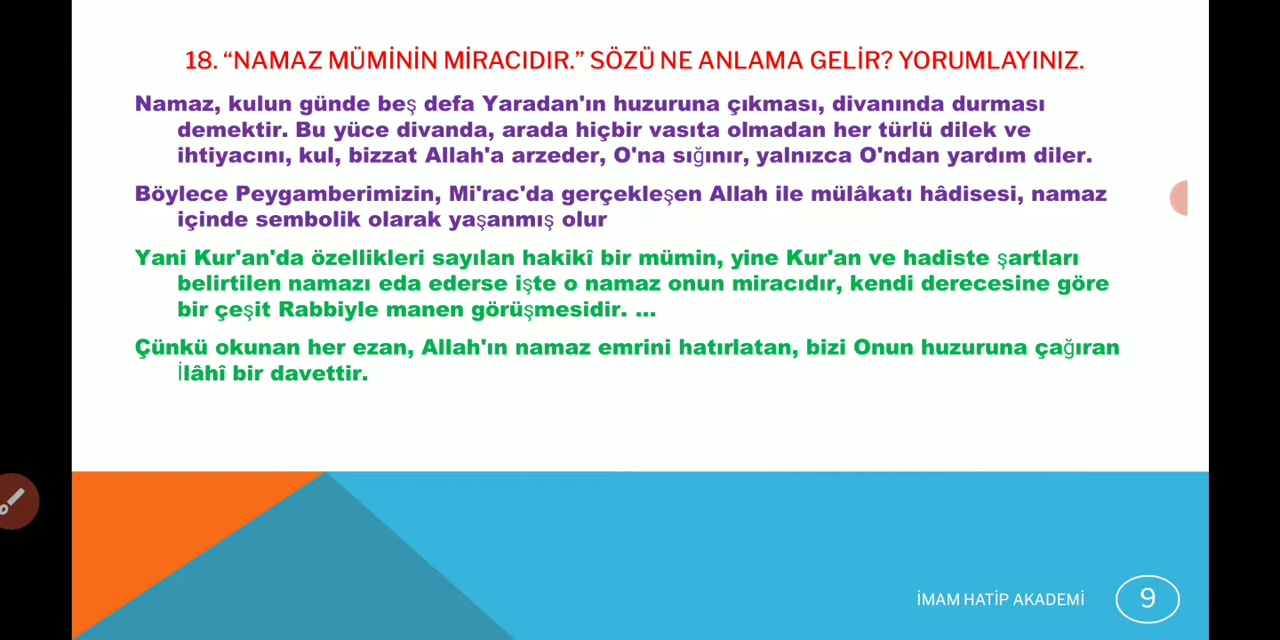 18. “NAMAZ MÜMİNİN MİRACIDIR.” SÖZÜ NE ANLAMA GELİR? YORUMLAYINIZ.
Namaz, kulun günde beş defa Yaradan'ın huzuruna çıkması, divanında durması
demektir. Bu yüce divanda, arada hiçbir vasıta olmadan her türlü dilek ve
ihtiyacını, kul, bizzat Allah'a arzeder, O'na sığınır, yalnızca O'ndan yardım diler.
Böylece Peygamberimizin, Mi'rac'da gerçekleşen Allah ile mülâkatı hâdisesi, namaz
içinde sembolik olarak yaşanmış olur
Yani Kur'an'da özellikleri sayılan hakikî bir mümin, yine Kur'an ve hadiste şartları
belirtilen namazı eda ederse işte o namaz onun miracıdır, kendi derecesine göre
bir çeşit Rabbiyle manen görüşmesidir. ...
Çünkü okunan her ezan, Allah'ın namaz emrini hatırlatan, bizi Onun huzuruna çağıran
İlâhî bir davettir.
İMAM HATİP AKADEMİ
9